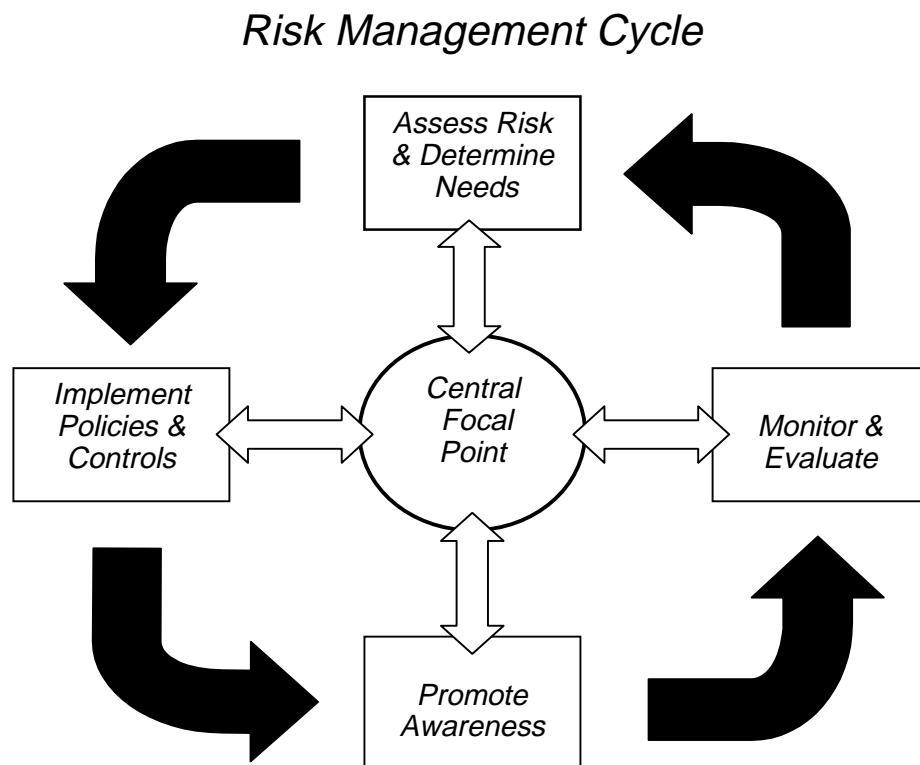 Risk Management Cycle
Assess Risk
& Determine
Needs
Implement
Policies &
Controls
Central
Focal
Point
Monitor &
Evaluate
Promote
Awareness